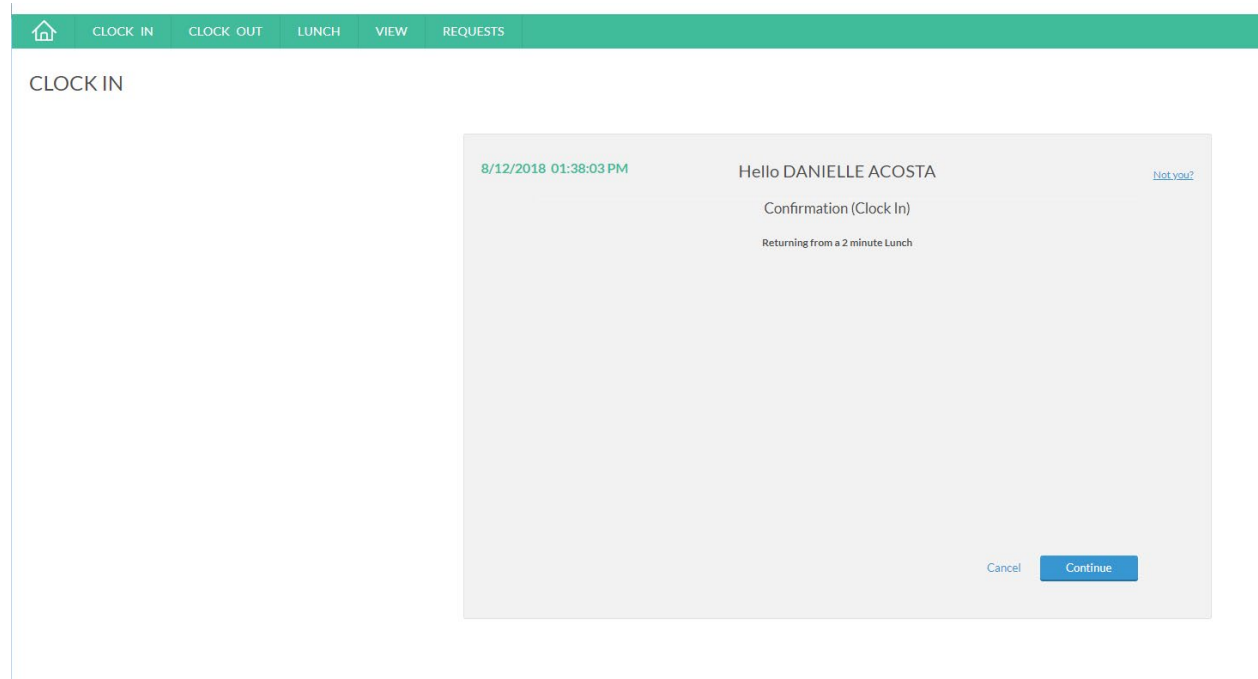 CLOCK IN CLOCK OUT LUNCH VIEW REQUESTS
CLOCK IN
8/12/2018 01:38:03 PM Hello DANIELLE ACOSTA Not you?
Confirmation (Clock In)
Returning from a 2 minute Lunch
Cancel Continue